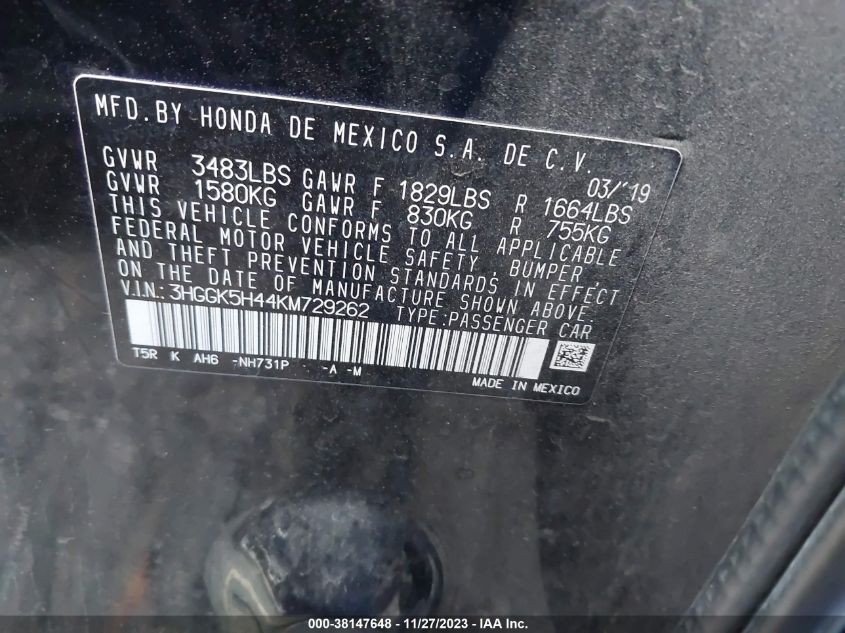 MFD. BY HONDA DE MEXICO S.A. DE C.V.
03/'19
GVWR 3483LBS GAWR F 1829LBS R 1664LBS
GVWR 1580KG GAWR F 830KG R 755KG
THIS VEHICLE CONFORMS TO ALL APPLICABLE
FEDERAL MOTOR VEHICLE SAFETY, BUMPER,
AND THEFT PREVENTION STANDARDS IN EFFECT
ON THE DATE OF MANUFACTURE SHOWN ABOVE.
V.I.N.: 3HGGK5H44KM729262 TYPE:PASSENGER CAR
T5R K AH6 -NH731P -A -M
MADE IN MEXICO
000-38147648 - 11/27/2023 - IAA Inc.